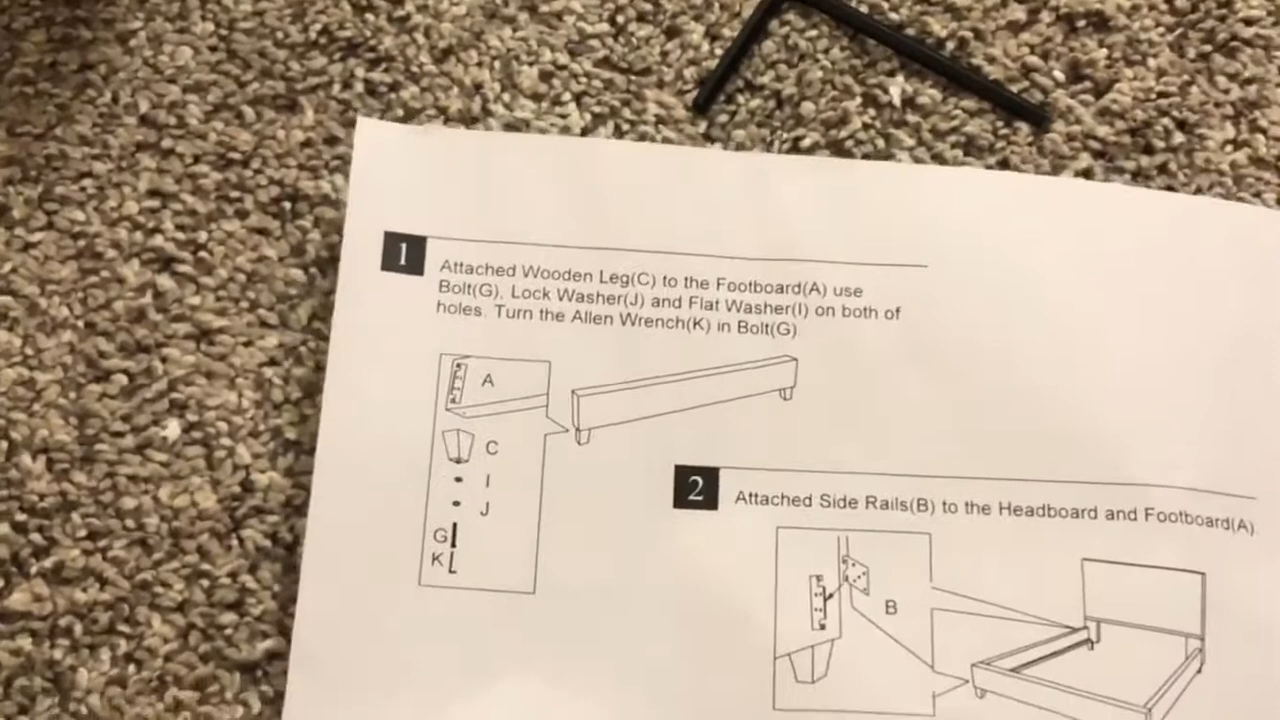 1
Attached Wooden Leg(C) to the Footboard(A) use
Bolt(G), Lock Washer(J) and Flat Washer(I) on both of
holes. Turn the Allen Wrench(K) in Bolt(G)
A
C
I
J
G
K
2
Attached Side Rails(B) to the Headboard and Footboard(A)
B